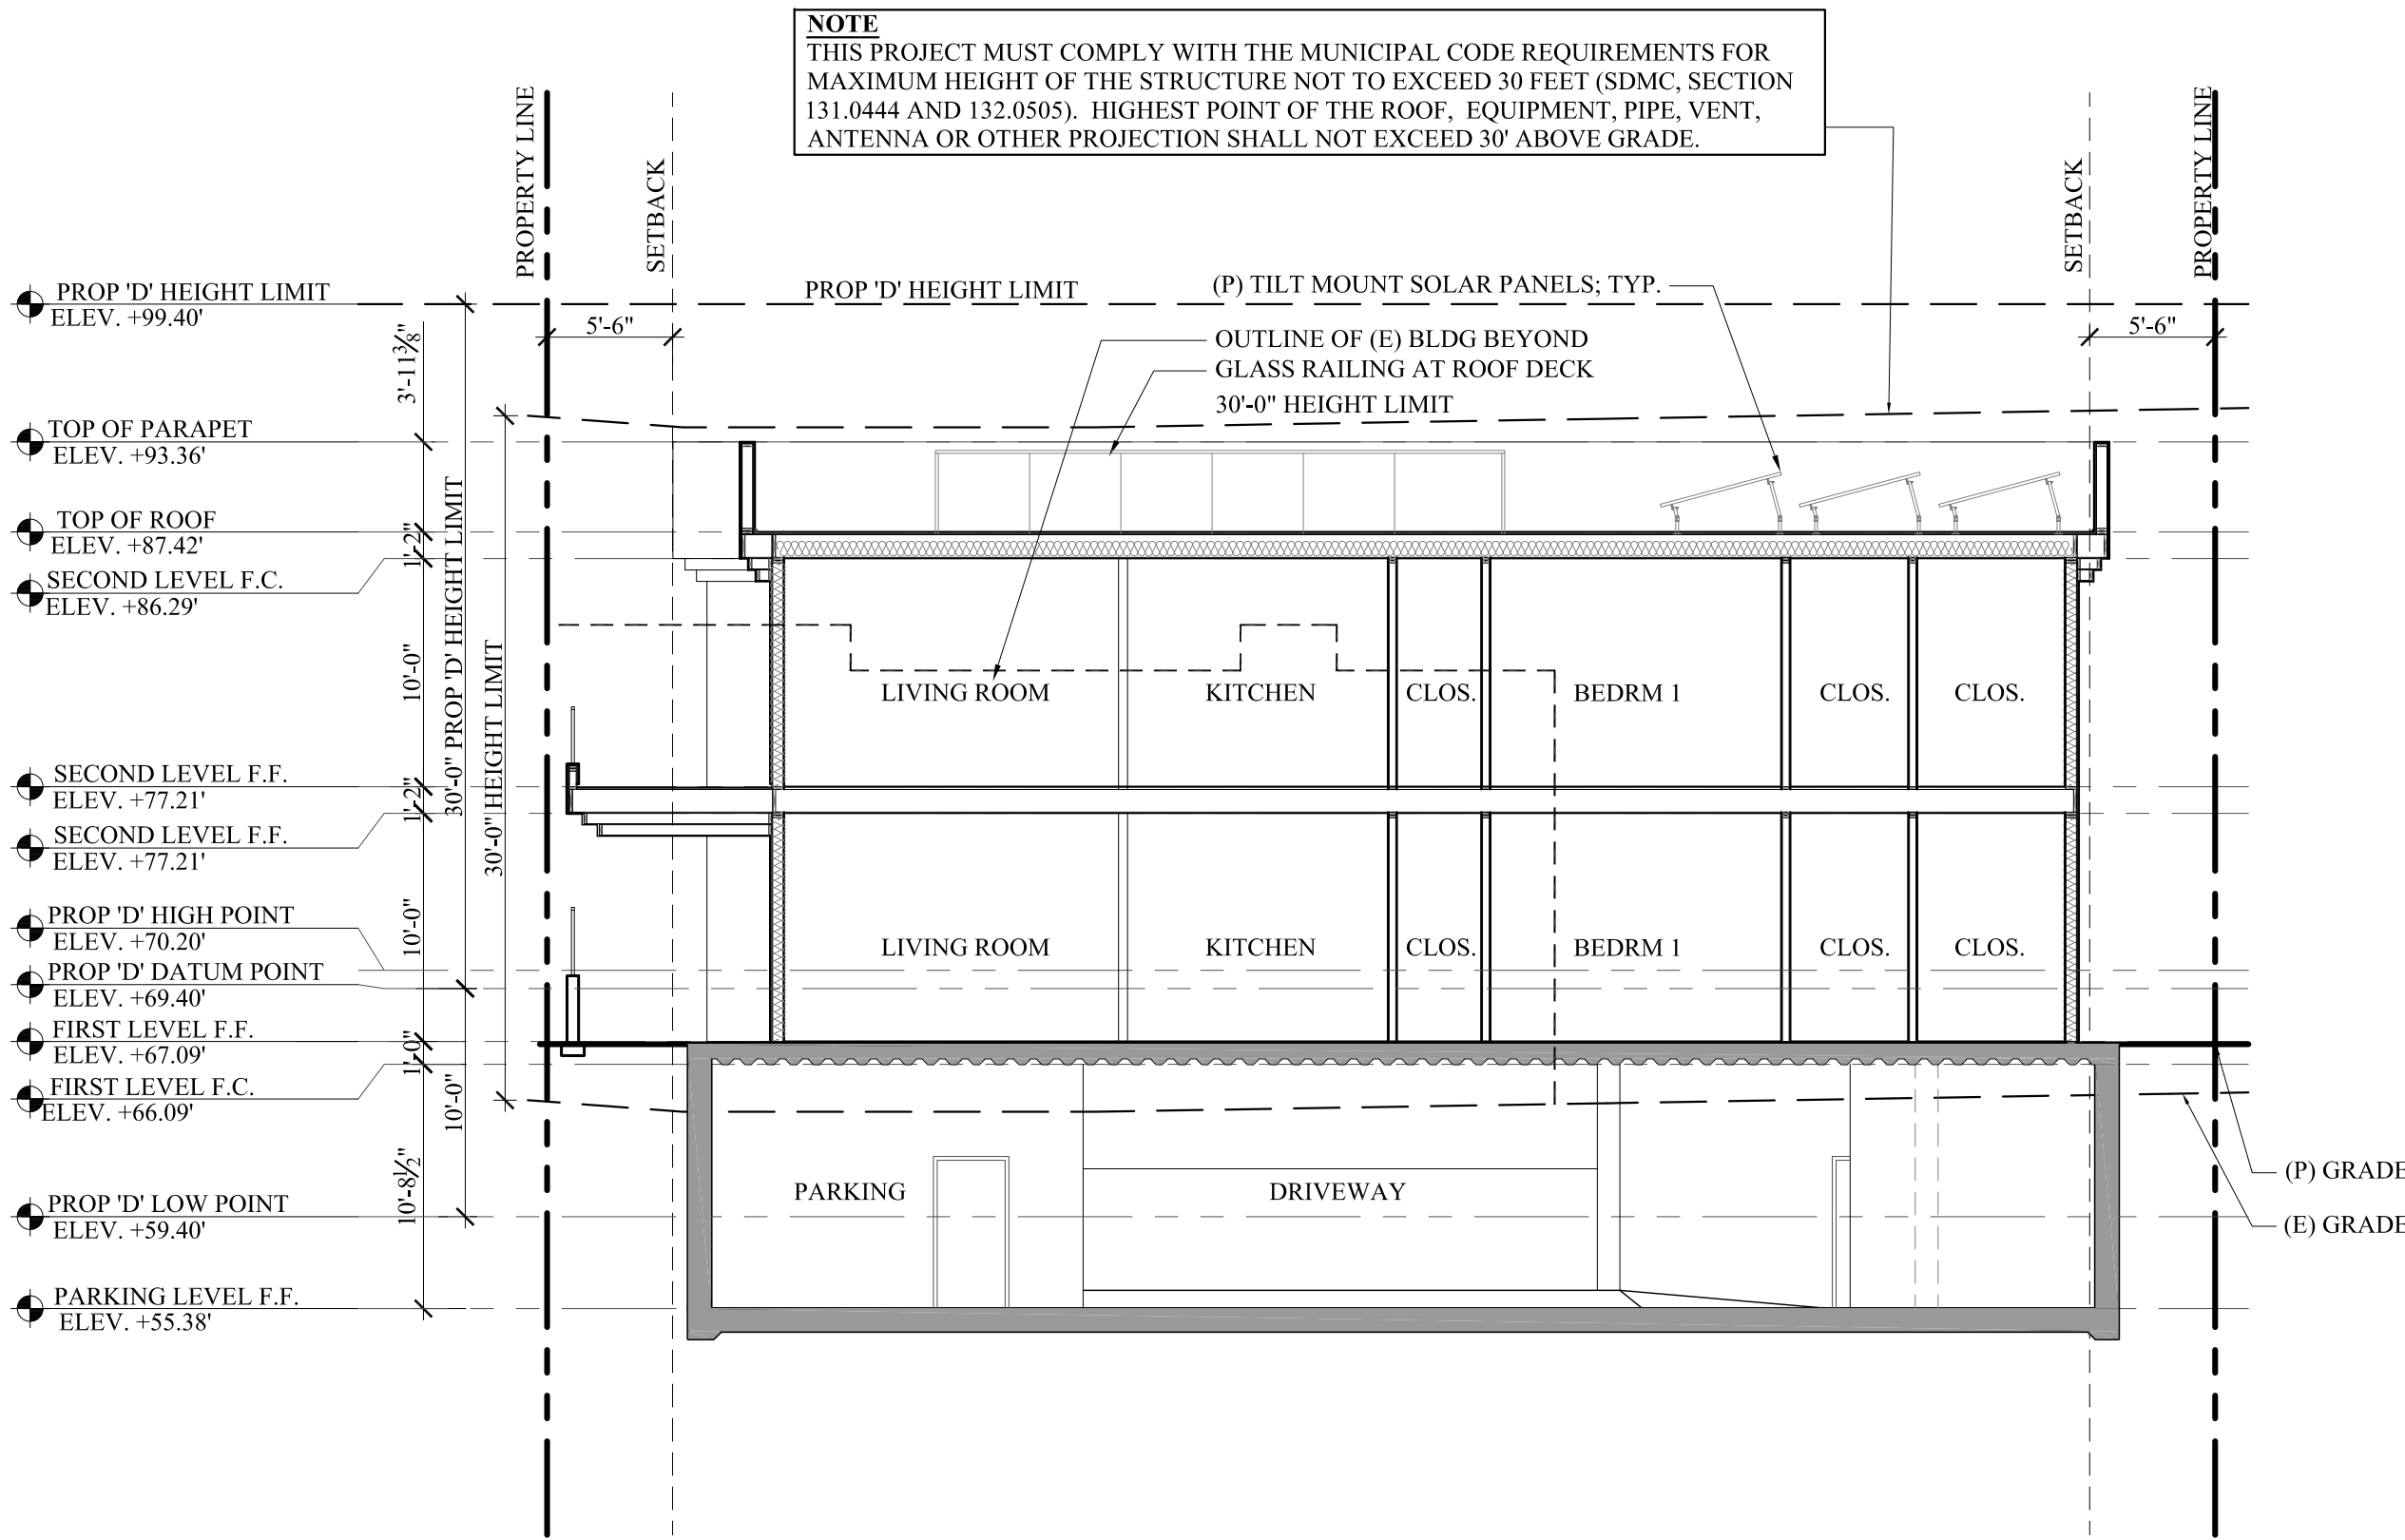 NOTE
THIS PROJECT MUST COMPLY WITH THE MUNICIPAL CODE REQUIREMENTS FOR
MAXIMUM HEIGHT OF THE STRUCTURE NOT TO EXCEED 30 FEET (SDMC, SECTION
131.0444 AND 132.0505). HIGHEST POINT OF THE ROOF, EQUIPMENT, PIPE, VENT,
ANTENNA OR OTHER PROJECTION SHALL NOT EXCEED 30' ABOVE GRADE.
PROPERTY LINE
SETBACK
SETBACK
PROPERTY LINE
PROP 'D' HEIGHT LIMIT
ELEV. +99.40'
PROP 'D' HEIGHT LIMIT
(P) TILT MOUNT SOLAR PANELS; TYP.
5'-6"
5'-6"
OUTLINE OF (E) BLDG BEYOND
GLASS RAILING AT ROOF DECK
30'-0" HEIGHT LIMIT
3'-11⅜"
TOP OF PARAPET
ELEV. +93.36'
TOP OF ROOF
ELEV. +87.42'
1'-2"
SECOND LEVEL F.C.
ELEV. +86.29'
10'-0"
30'-0" PROP 'D' HEIGHT LIMIT
30'-0" HEIGHT LIMIT
LIVING ROOM
KITCHEN
CLOS.
BEDRM 1
CLOS.
CLOS.
SECOND LEVEL F.F.
ELEV. +77.21'
1'-2"
SECOND LEVEL F.F.
ELEV. +77.21'
PROP 'D' HIGH POINT
ELEV. +70.20'
10'-0"
LIVING ROOM
KITCHEN
CLOS.
BEDRM 1
CLOS.
CLOS.
PROP 'D' DATUM POINT
ELEV. +69.40'
FIRST LEVEL F.F.
ELEV. +67.09'
1'-0"
FIRST LEVEL F.C.
ELEV. +66.09'
10'-0"
10'-8½"
PARKING
DRIVEWAY
(P) GRADE
(E) GRADE
PROP 'D' LOW POINT
ELEV. +59.40'
PARKING LEVEL F.F.
ELEV. +55.38'